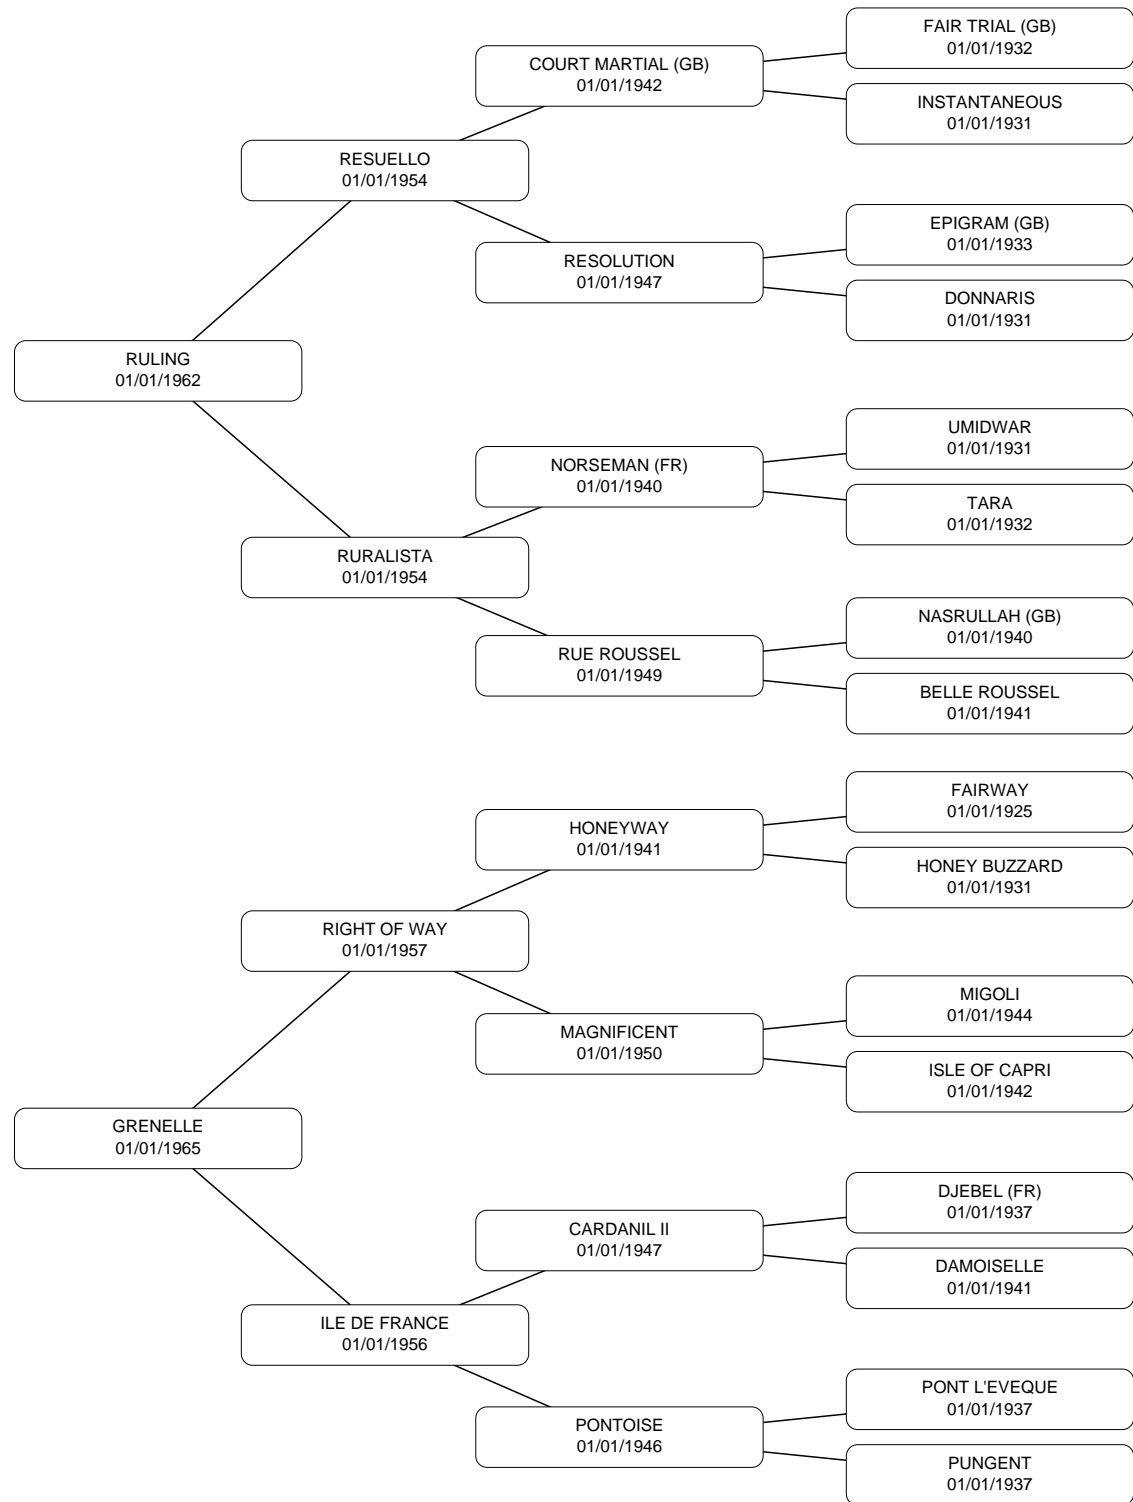 FAIR TRIAL (GB)
01/01/1932
COURT MARTIAL (GB)
01/01/1942
INSTANTANEOUS
01/01/1931
RESUELLO
01/01/1954
EPIGRAM (GB)
01/01/1933
RESOLUTION
01/01/1947
DONNARIS
01/01/1931
RULING
01/01/1962
UMIDWAR
01/01/1931
NORSEMAN (FR)
01/01/1940
TARA
01/01/1932
RURALISTA
01/01/1954
NASRULLAH (GB)
01/01/1940
RUE ROUSSEL
01/01/1949
BELLE ROUSSEL
01/01/1941
FAIRWAY
01/01/1925
HONEYWAY
01/01/1941
HONEY BUZZARD
01/01/1931
RIGHT OF WAY
01/01/1957
MIGOLI
01/01/1944
MAGNIFICENT
01/01/1950
ISLE OF CAPRI
01/01/1942
GRENELLE
01/01/1965
DJEBEL (FR)
01/01/1937
CARDANIL II
01/01/1947
DAMOISELLE
01/01/1941
ILE DE FRANCE
01/01/1956
PONT L'EVEQUE
01/01/1937
PONTOISE
01/01/1946
PUNGENT
01/01/1937